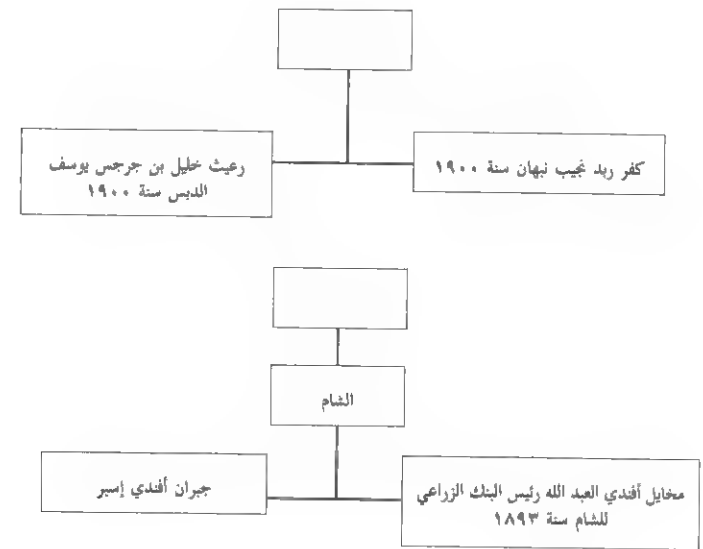 كفر ربد نجيب نبهان سنة ١٩٠٠
رعيث خليل بن جرجس يوسف
الدبس سنة ١٩٠٠
الشام
مخايل أفندي العبد الله رئيس البنك الزراعي
للشام سنة ١٨٩٣
جبران أفندي إسبر